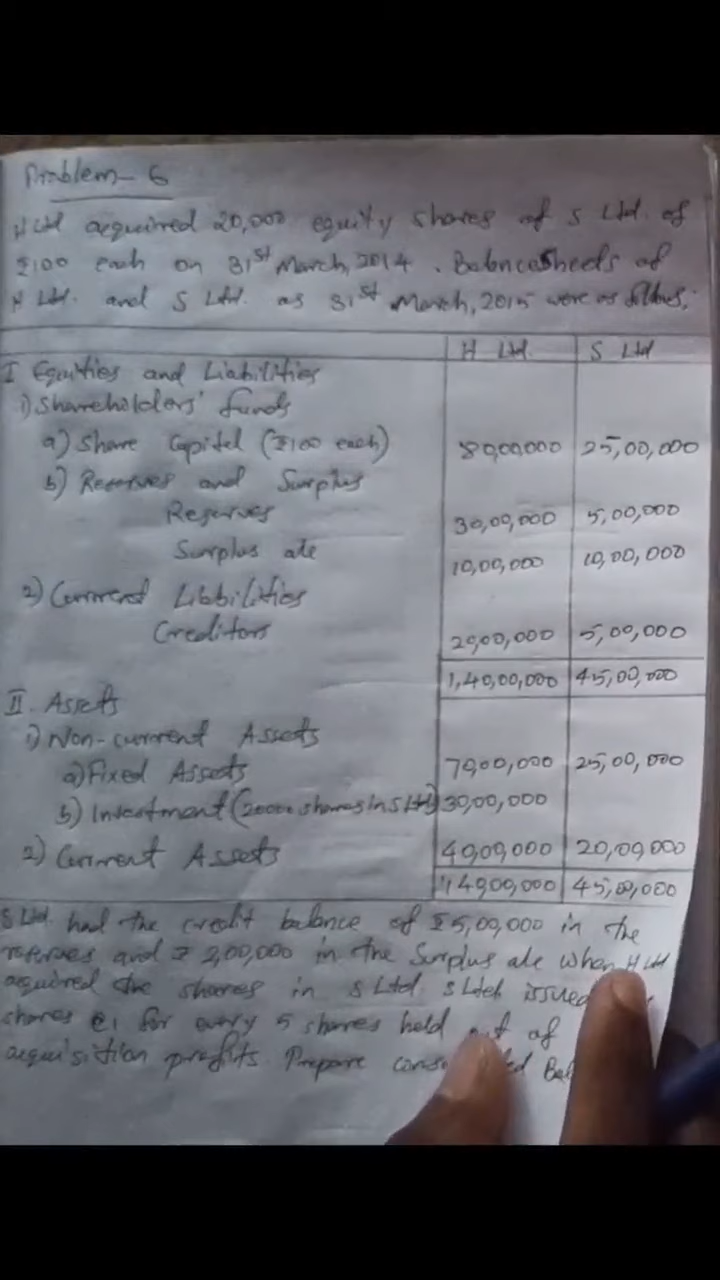 Problem-6
H Ltd acquired 20,000 equity shares of S Ltd. of
₹100 each on 31st March, 2014. Balancesheets of
H Ltd. and S Ltd. as 31st March, 2015 were as follows,
H Ltd. S Ltd
I Equities and Liabilities
1) Shareholders' funds
a) Share Capital (₹100 each) 80,00,000 25,00,000
b) Reserves and Surplus
Reserves 30,00,000 5,00,000
Surplus a/c 10,00,000 10,00,000
2) Current Liabilities
Creditors 20,00,000 5,00,000
1,40,00,000 45,00,000
II. Assets
1) Non-current Assets
a) Fixed Assets 70,00,000 25,00,000
b) Investment (20000 shares in S Ltd) 30,00,000
2) Current Assets 40,00,000 20,00,000
1,40,00,000 45,00,000
S Ltd. had the credit balance of ₹5,00,000 in the
reserves and ₹ 2,00,000 in the Surplus a/c when H Ltd
acquired the shares in S Ltd. S Ltd issued
shares @1 for every 5 shares held out of
acquisition profits. Prepare